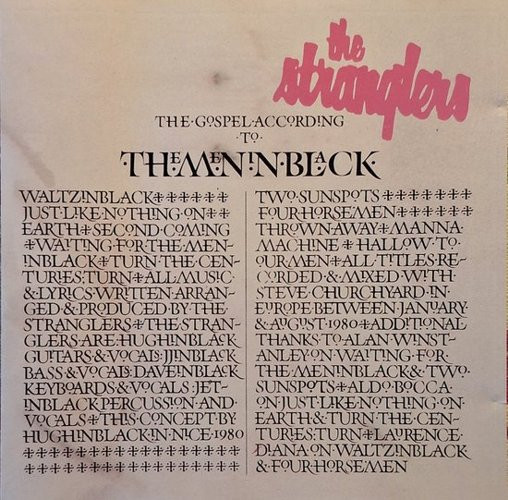 the
stranglers
THE·GOSPEL·ACCORDING
·TO·
THEMENINBLACK·
WALTZINBLACK
JUST·LIKE·NOTHING·ON
EARTH SECOND·COMING
WAITING·FOR·THE·MEN-
INBLACK TURN·THE·CEN-
TURIES·TURN ALL·MUSIC·
&·LYRICS·WRITTEN·ARRAN-
GED·&·PRODUCED·BY·THE·
STRANGLERS THE·STRAN-
GLERS·ARE·HUGHINBLACK·
GUITARS·&·VOCALS·JJINBLACK·
BASS·&·VOCALS·DAVEINBLACK·
KEYBOARDS·&·VOCALS·JET-
INBLACK·PERCUSSION·AND·
VOCALS THIS·CONCEPT·BY·
HUGHINBLACK·IN·NICE·1980
TWO·SUNSPOTS
FOUR·HORSEMEN
THROWN·AWAY MANNA·
MACHINE HALLOW·TO·
OUR·MEN ALL·TITLES·RE-
CORDED·&·MIXED·WITH·
STEVE·CHURCHYARD·IN·
EUROPE·BETWEEN·JANUARY·
&·AUGUST·1980 ADDITIONAL
THANKS·TO·ALAN·WINST-
ANLEY·ON·WAITING·FOR·
THE·MENINBLACK·&·TWO·
SUNSPOTS ALDO·BOCCA·
ON·JUST·LIKE·NOTHING·ON·
EARTH·&·TURN·THE·CEN-
TURIES·TURN LAURENCE·
DIANA·ON·WALTZINBLACK
&·FOUR·HORSEMEN